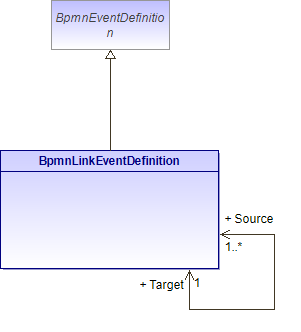 BpmnEventDefinitio
n
BpmnLinkEventDefinition
+ Source
1..*
+ Target
1